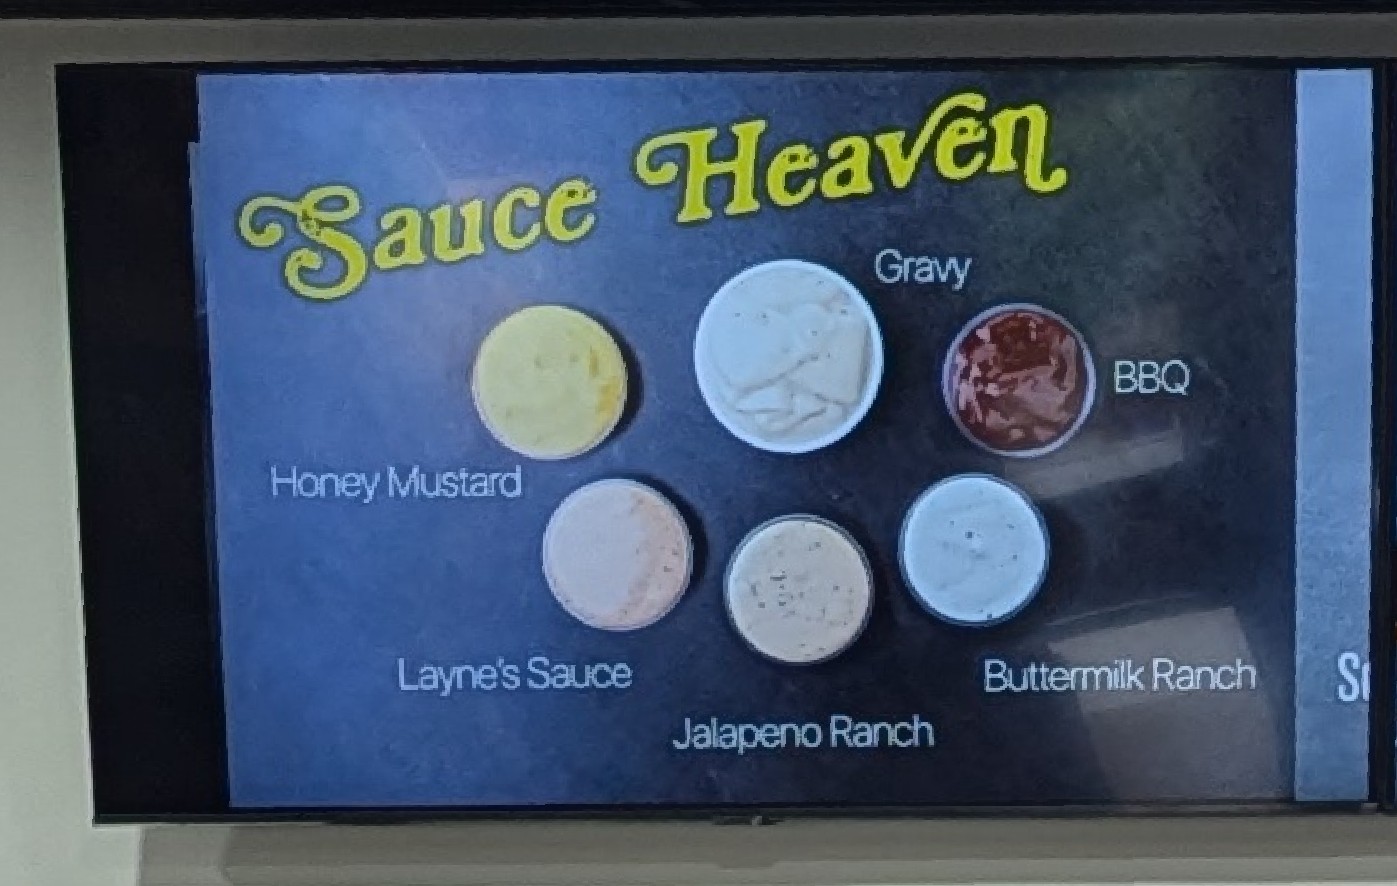 Sauce Heaven
Gravy
BBQ
Honey Mustard
Layne's Sauce
Buttermilk Ranch
Jalapeno Ranch